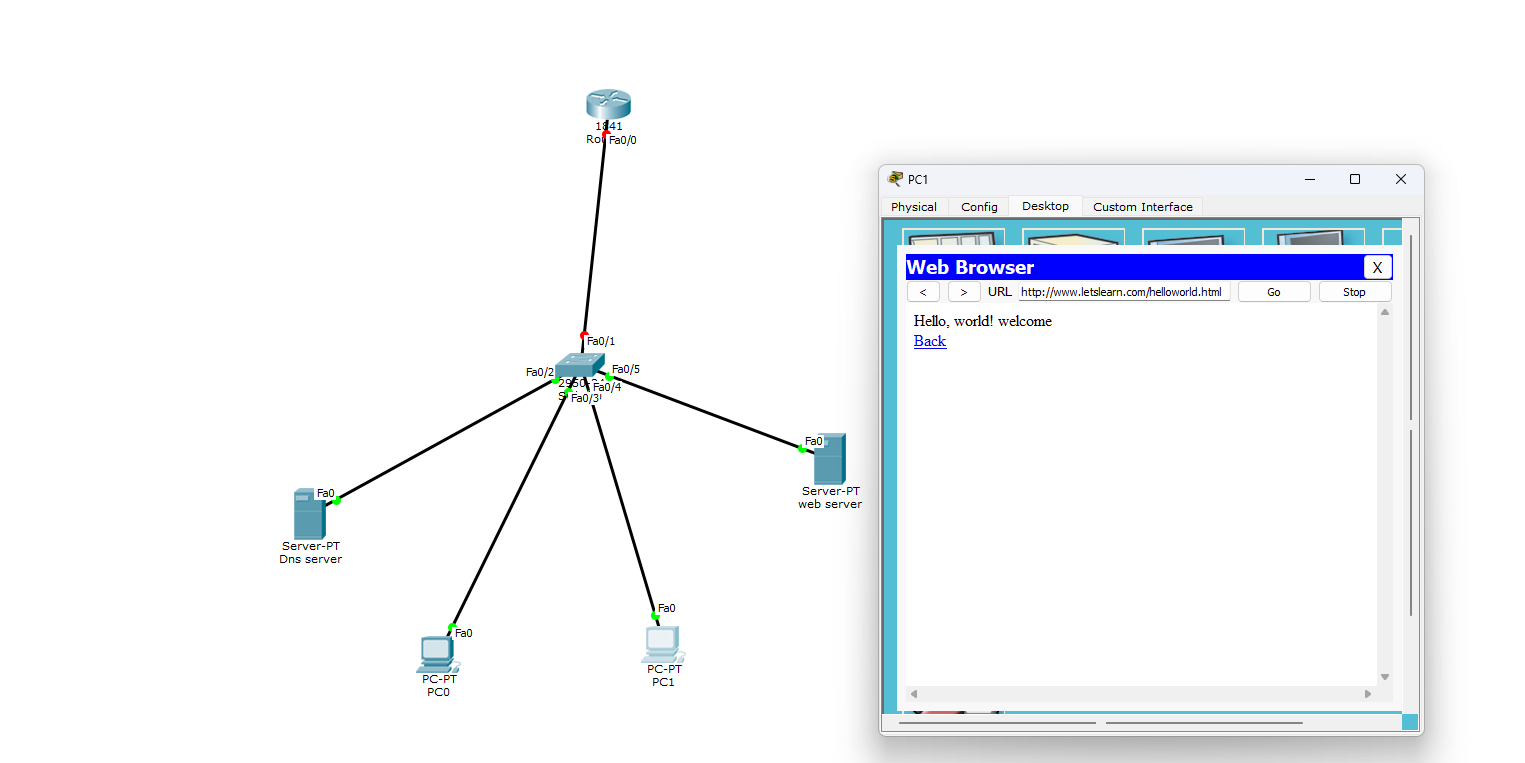 1841
Fa0/0
Fa0/1
Fa0/2
Fa0/5
Fa0/4
Fa0/3
Fa0
Server-PT
Dns server
Fa0
PC-PT
PC0
Fa0
PC-PT
PC1
Fa0
Server-PT
web server
PC1
Physical
Config
Desktop
Custom Interface
Web Browser
X
<
>
URL
http://www.letslearn.com/helloworld.html
Go
Stop
Hello, world! welcome
Back